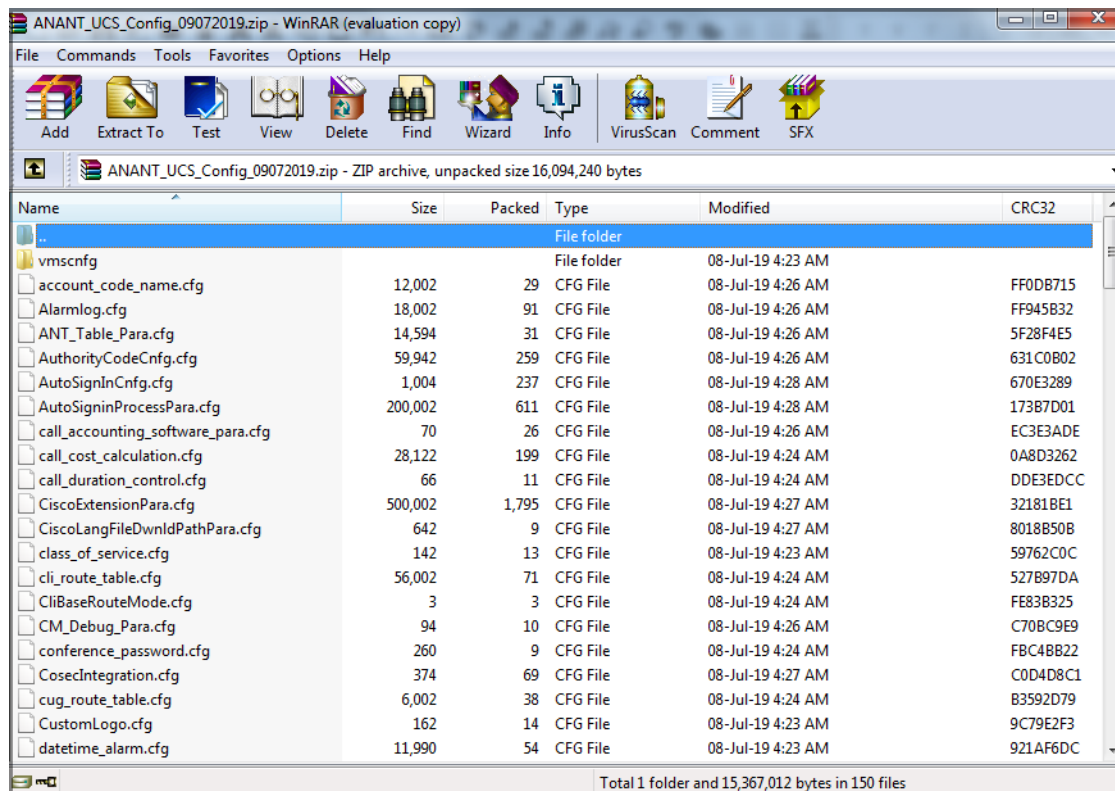 ANANT_UCS_Config_09072019.zip - WinRAR (evaluation copy)
File Commands Tools Favorites Options Help
Add Extract To Test View Delete Find Wizard Info VirusScan Comment SFX
ANANT_UCS_Config_09072019.zip - ZIP archive, unpacked size 16,094,240 bytes
Name Size Packed Type Modified CRC32
.. File folder
vmscnfg File folder 08-Jul-19 4:23 AM
account_code_name.cfg 12,002 29 CFG File 08-Jul-19 4:26 AM FF0DB715
Alarmlog.cfg 18,002 91 CFG File 08-Jul-19 4:26 AM FF945B32
ANT_Table_Para.cfg 14,594 31 CFG File 08-Jul-19 4:26 AM 5F28F4E5
AuthorityCodeCnfg.cfg 59,942 259 CFG File 08-Jul-19 4:26 AM 631C0B02
AutoSignInCnfg.cfg 1,004 237 CFG File 08-Jul-19 4:28 AM 670E3289
AutoSigninProcessPara.cfg 200,002 611 CFG File 08-Jul-19 4:28 AM 173B7D01
call_accounting_software_para.cfg 70 26 CFG File 08-Jul-19 4:26 AM EC3E3ADE
call_cost_calculation.cfg 28,122 199 CFG File 08-Jul-19 4:24 AM 0A8D3262
call_duration_control.cfg 66 11 CFG File 08-Jul-19 4:24 AM DDE3EDCC
CiscoExtensionPara.cfg 500,002 1,795 CFG File 08-Jul-19 4:27 AM 32181BE1
CiscoLangFileDwnldPathPara.cfg 642 9 CFG File 08-Jul-19 4:27 AM 8018B50B
class_of_service.cfg 142 13 CFG File 08-Jul-19 4:23 AM 59762C0C
cli_route_table.cfg 56,002 71 CFG File 08-Jul-19 4:24 AM 527B97DA
CliBaseRouteMode.cfg 3 3 CFG File 08-Jul-19 4:24 AM FE83B325
CM_Debug_Para.cfg 94 10 CFG File 08-Jul-19 4:26 AM C70BC9E9
conference_password.cfg 260 9 CFG File 08-Jul-19 4:24 AM FBC4BB22
CosecIntegration.cfg 374 69 CFG File 08-Jul-19 4:27 AM C0D4D8C1
cug_route_table.cfg 6,002 38 CFG File 08-Jul-19 4:24 AM B3592D79
CustomLogo.cfg 162 14 CFG File 08-Jul-19 4:23 AM 9C79E2F3
datetime_alarm.cfg 11,990 54 CFG File 08-Jul-19 4:23 AM 921AF6DC
Total 1 folder and 15,367,012 bytes in 150 files